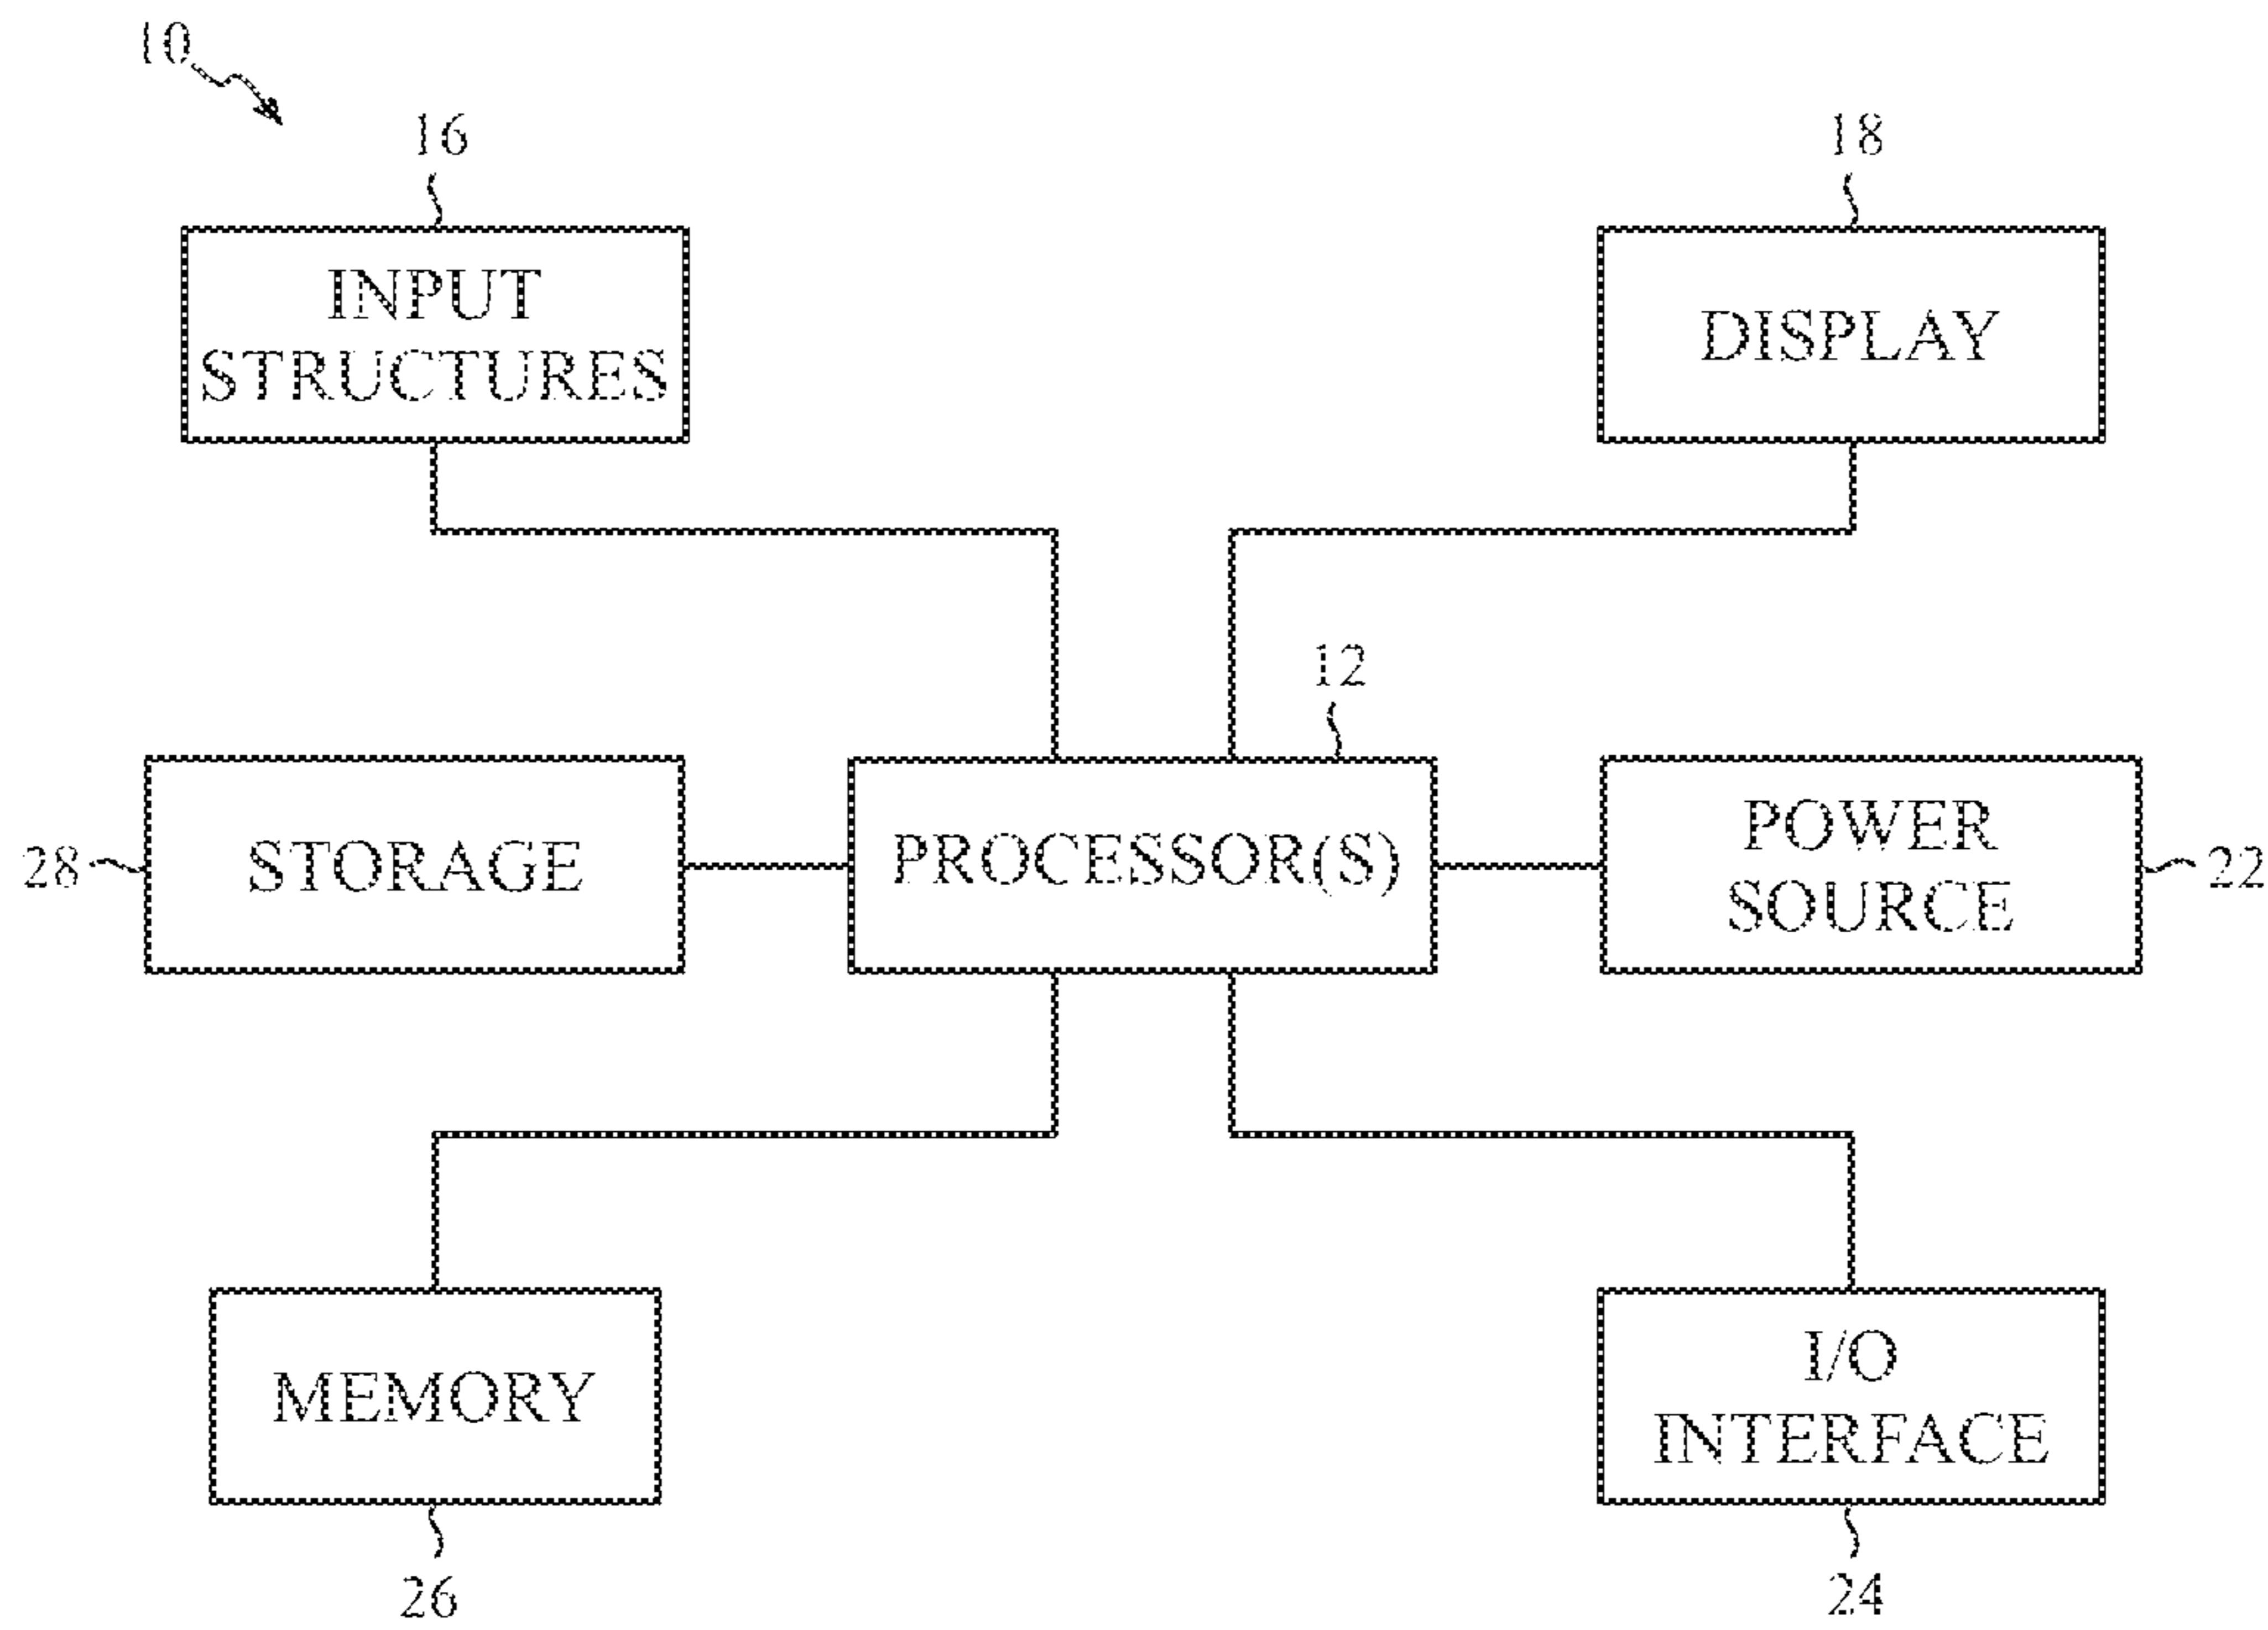 10
16
18
INPUT
STRUCTURES
DISPLAY
12
28
STORAGE
PROCESSOR(S)
POWER
SOURCE
22
MEMORY
I/O
INTERFACE
26
24